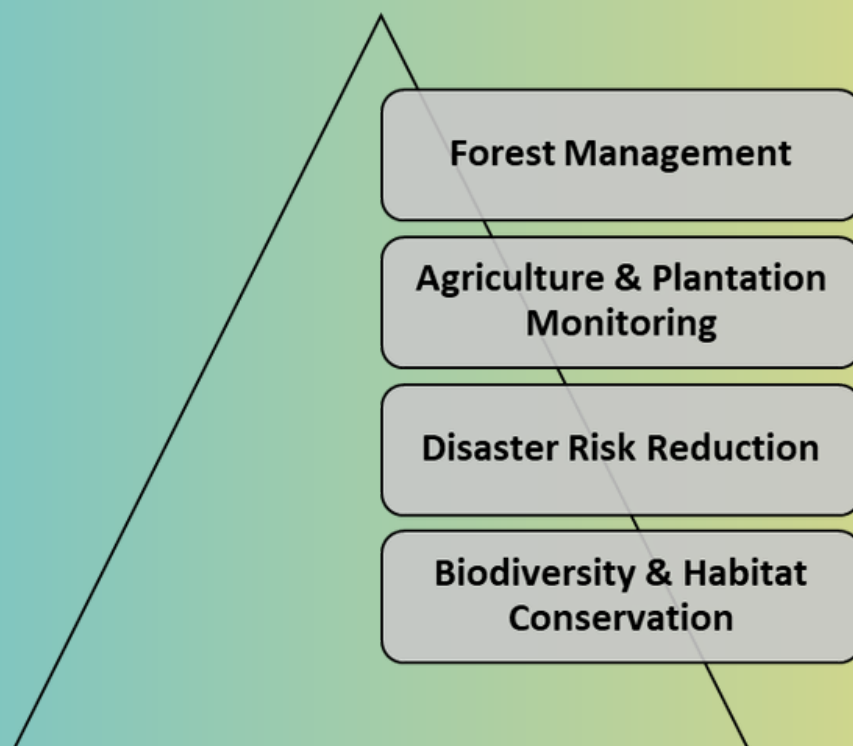 Forest Management
Agriculture & Plantation
Monitoring
Disaster Risk Reduction
Biodiversity & Habitat
Conservation